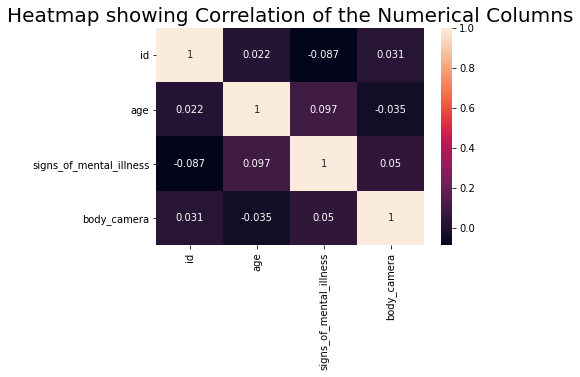 Heatmap showing Correlation of the Numerical Columns
id
age
signs_of_mental_illness
body_camera
1 0.022 -0.087 0.031
0.022 1 0.097 -0.035
-0.087 0.097 1 0.05
0.031 -0.035 0.05 1
id
age
signs_of_mental_illness
body_camera
1.0
0.8
0.6
0.4
0.2
0.0